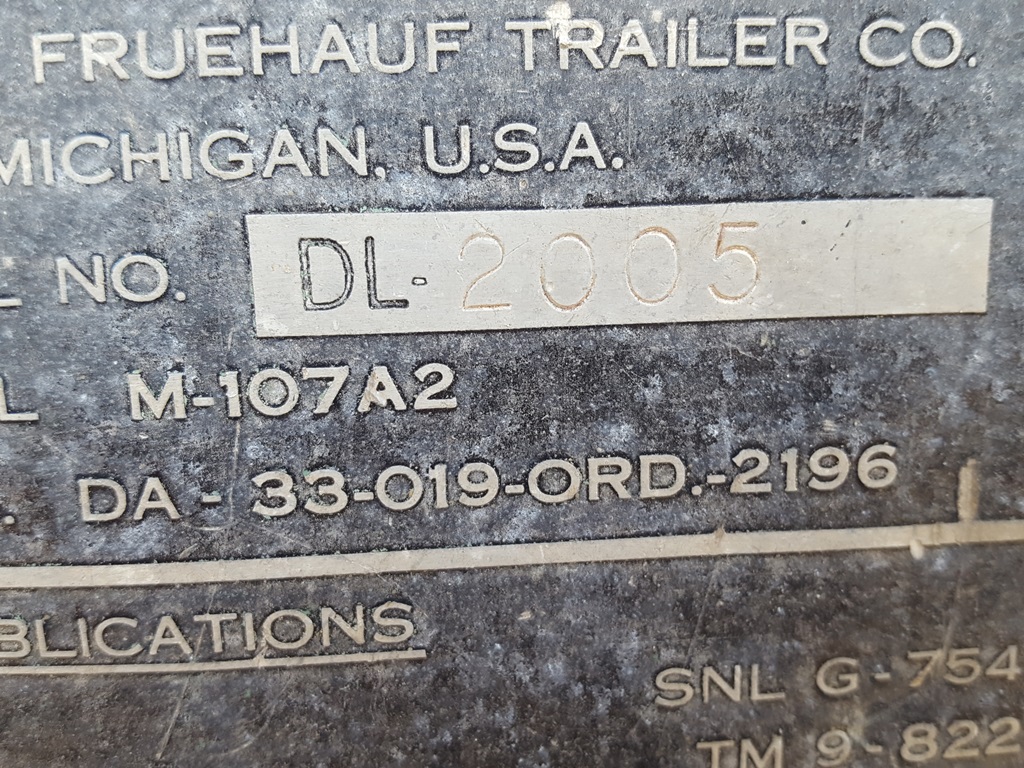 FRUEHAUF TRAILER CO.
MICHIGAN, U.S.A.
NO. DL-2005
L M-107A2
. DA - 33-019-ORD.-2196
BLICATIONS
SNL G-754
TM 9-822